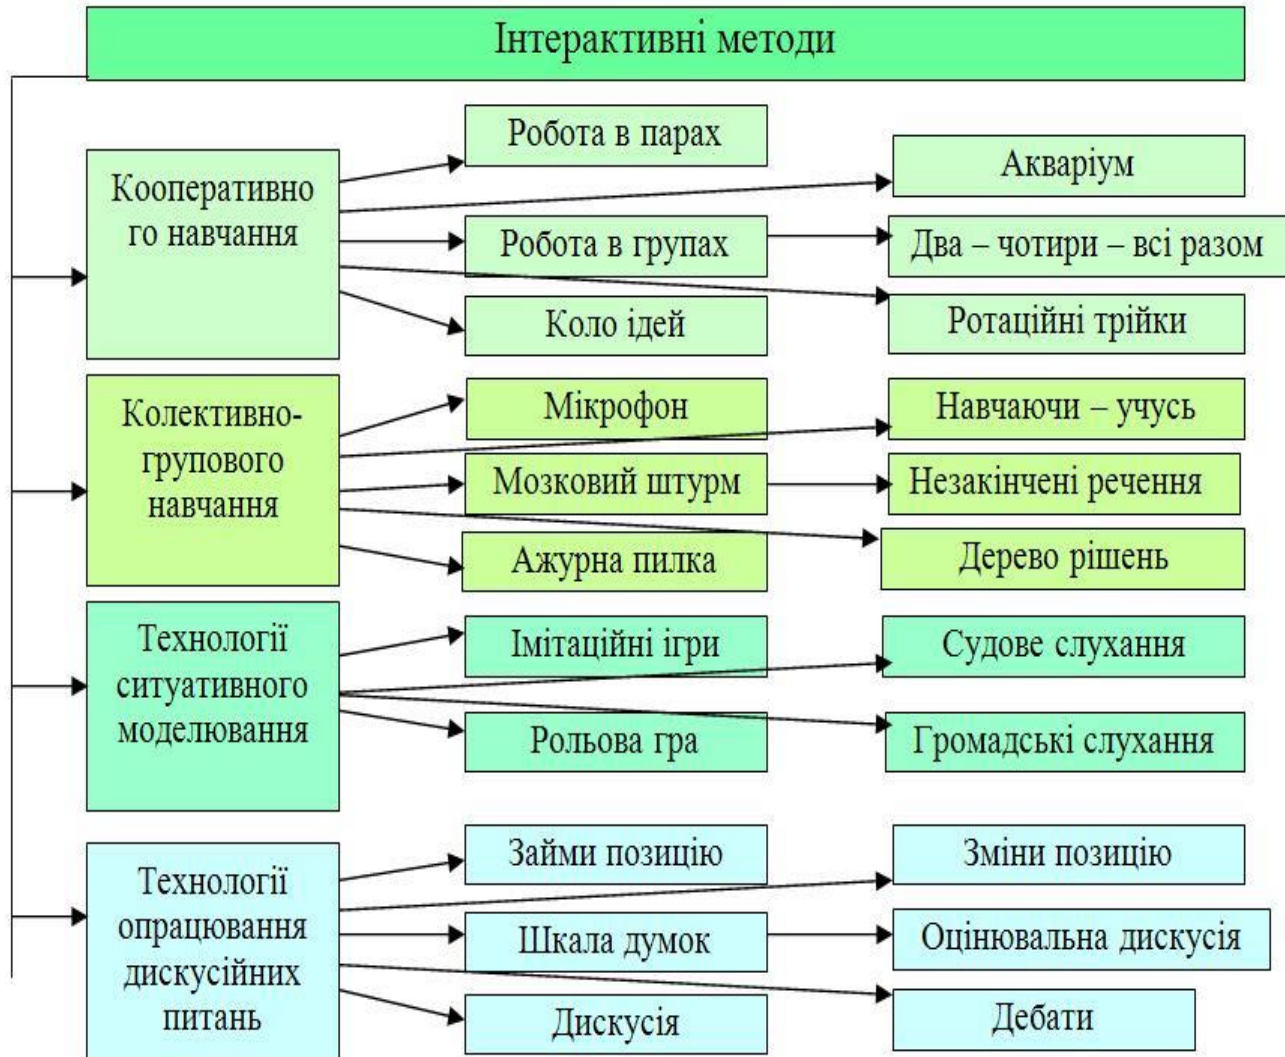 Інтерактивні методи
Кооперативно
го навчання
Робота в парах
Акваріум
Робота в групах
Два – чотири – всі разом
Коло ідей
Ротаційні трійки
Колективно-
групового
навчання
Мікрофон
Навчаючи – учусь
Мозковий штурм
Незакінчені речення
Ажурна пилка
Дерево рішень
Технології
ситуативного
моделювання
Імітаційні ігри
Судове слухання
Рольова гра
Громадські слухання
Технології
опрацювання
дискусійних
питань
Займи позицію
Зміни позицію
Шкала думок
Оцінювальна дискусія
Дискусія
Дебати